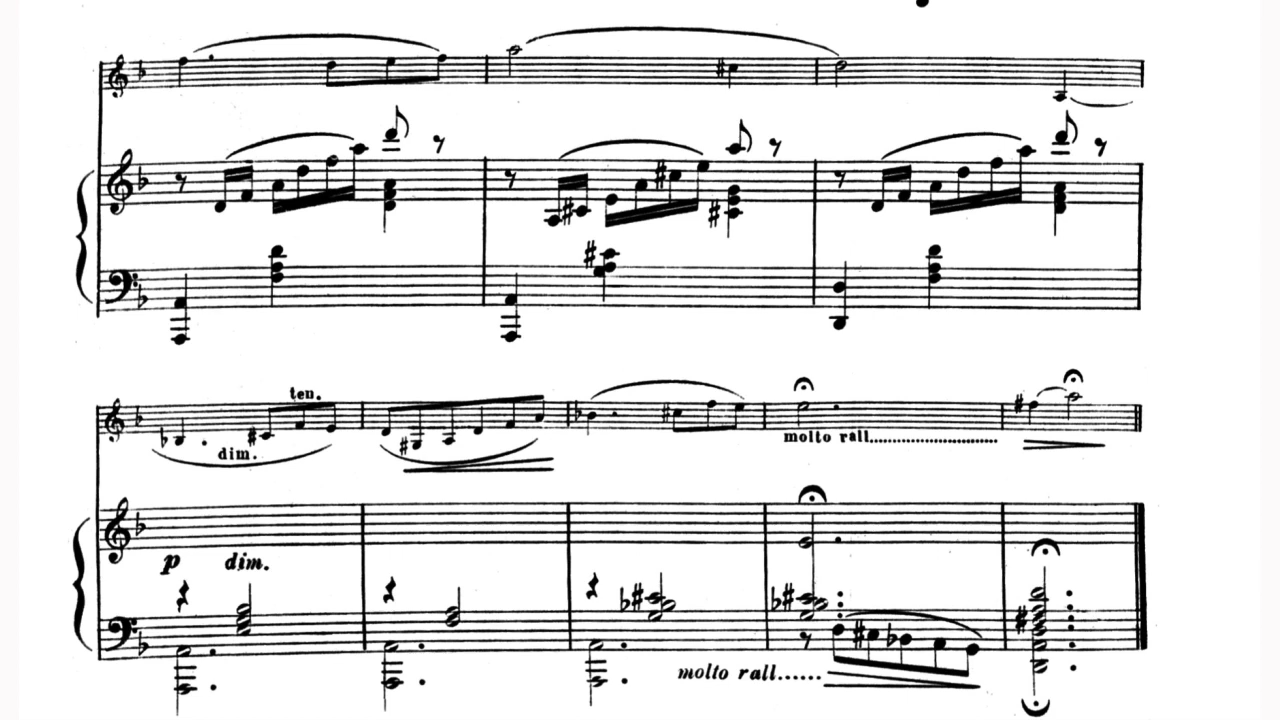 ten.
dim.
molto rall..............................
p dim.
molto rall......